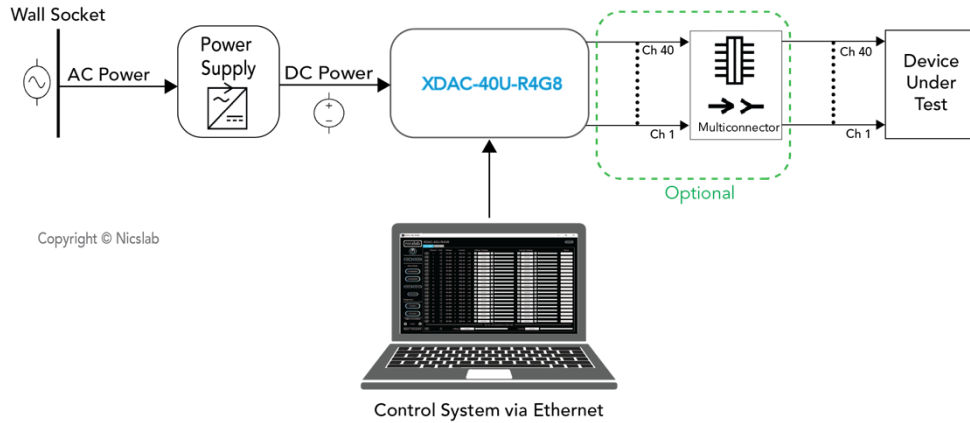 Wall Socket
AC Power
Power
Supply
DC Power
XDAC-40U-R4G8
Ch 40
Ch 1
Multiconnector
Ch 40
Ch 1
Device
Under
Test
Optional
Copyright © Nicslab
nicslab
Control System via Ethernet